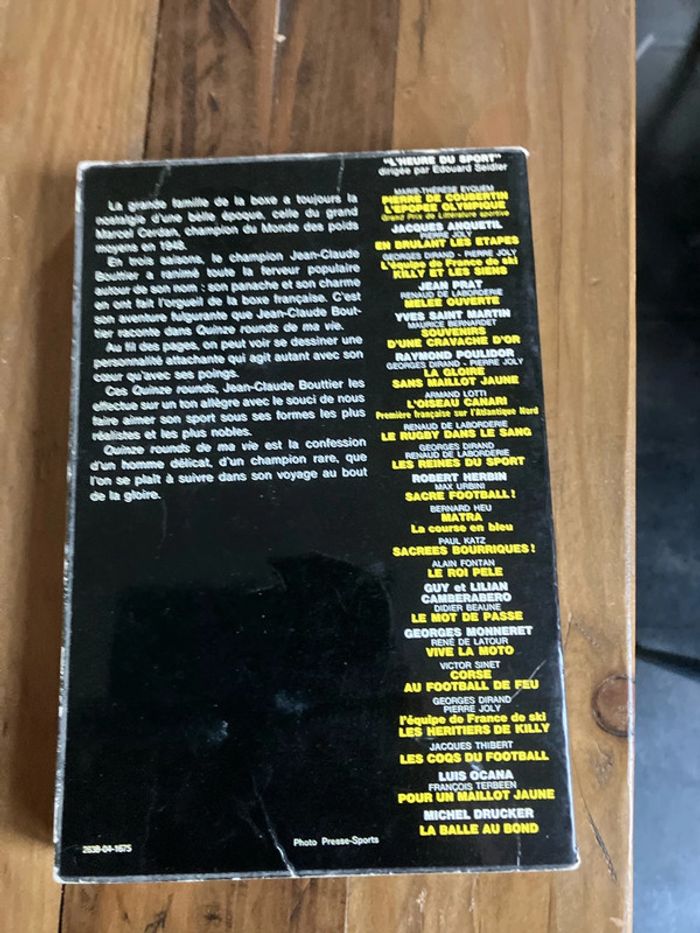 La grande famille de la boxe a toujours la
nostalgie d'une belle époque, celle du grand
Marcel Cerdan, champion du Monde des poids
moyens en 1948.
En trois saisons, le champion Jean-Claude
Bouttier a ranimé toute la ferveur populaire
autour de son nom : son panache et son charme
en ont fait l'orgueil de la boxe française. C'est
son aventure fulgurante que Jean-Claude Bout-
tier raconte dans Quinze rounds de ma vie.
Au fil des pages, on peut voir se dessiner une
personnalité attachante qui agit autant avec son
cœur qu'avec ses poings.
Ces Quinze rounds, Jean-Claude Bouttier les
effectue sur un ton allègre avec le souci de nous
faire aimer son sport sous ses formes les plus
réalistes et les plus nobles.
Quinze rounds de ma vie est la confession
d'un homme délicat, d'un champion rare, que
l'on se plaît à suivre dans son voyage au bout
de la gloire.
2638-04-1675
Photo Presse-Sports
"L'HEURE DU SPORT"
dirigée par Edouard Seidler
MARIE-THÉRÈSE EYQUEM
PIERRE DE COUBERTIN
L'EPOPEE OLYMPIQUE
Grand Prix de Littérature sportive
JACQUES ANQUETIL
PIERRE JOLY
EN BRULANT LES ETAPES
GEORGES DIRAND - PIERRE JOLY
L'équipe de France de ski
KILLY ET LES SIENS
JEAN PRAT
RENAUD DE LABORDERIE
MELEE OUVERTE
YVES SAINT MARTIN
MAURICE BERNARDET
SOUVENIRS
D'UNE CRAVACHE D'OR
RAYMOND POULIDOR
GEORGES DIRAND - PIERRE JOLY
LA GLOIRE
SANS MAILLOT JAUNE
ARMAND LOTTI
L'OISEAU CANARI
Première française sur l'Atlantique Nord
RENAUD DE LABORDERIE
LE RUGBY DANS LE SANG
GEORGES DIRAND
RENAUD DE LABORDERIE
LES REINES DU SPORT
ROBERT HERBIN
MAX URBINI
SACRE FOOTBALL !
BERNARD HEU
MATRA
La course en bleu
PAUL KATZ
SACREES BOURRIQUES !
ALAIN FONTAN
LE ROI PELE
GUY et LILIAN
CAMBERABERO
DIDIER BEAUNE
LE MOT DE PASSE
GEORGES MONNERET
RENÉ DE LATOUR
VIVE LA MOTO
VICTOR SINET
CORSE
AU FOOTBALL DE FEU
GEORGES DIRAND
PIERRE JOLY
l'équipe de France de ski
LES HERITIERS DE KILLY
JACQUES THIBERT
LES COQS DU FOOTBALL
LUIS OCANA
FRANÇOIS TERBEEN
POUR UN MAILLOT JAUNE
MICHEL DRUCKER
LA BALLE AU BOND